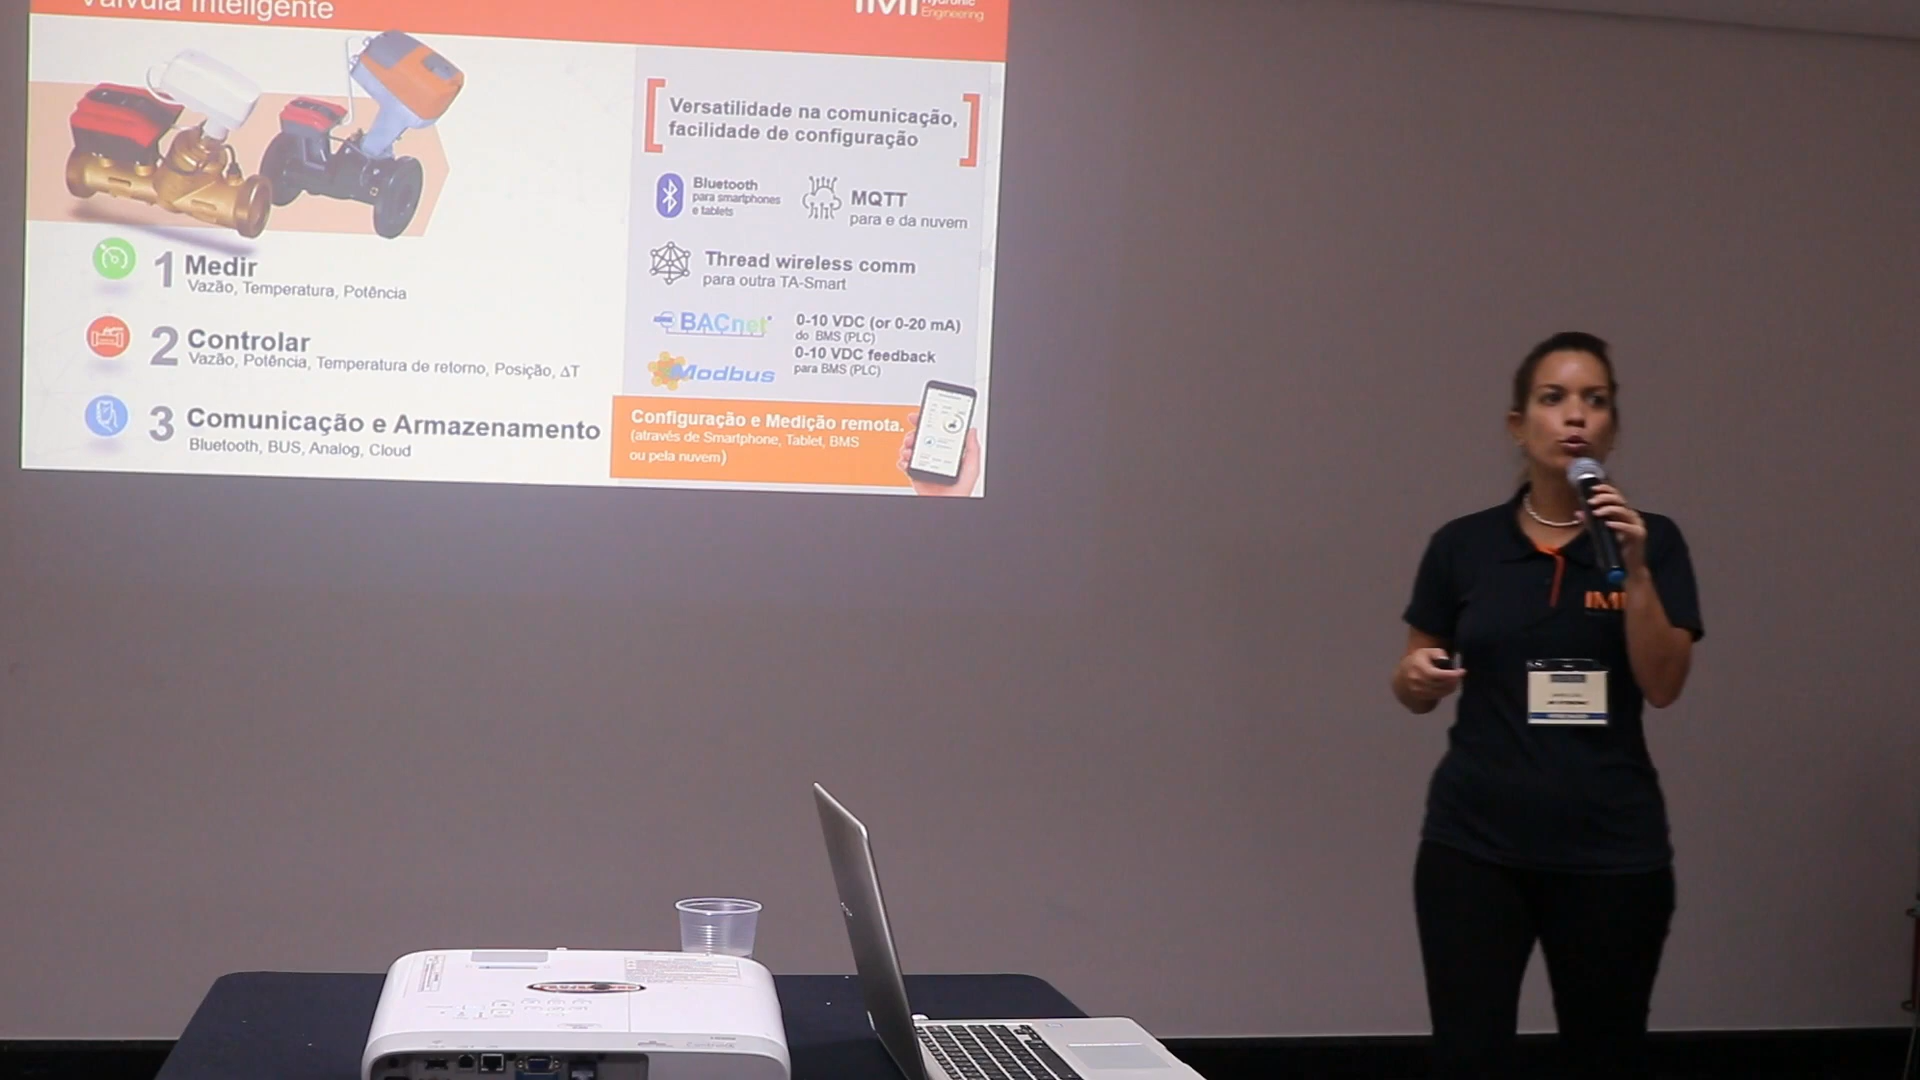 Válvula Inteligente
IMI Hydronic
Engineering
Versatilidade na comunicação,
facilidade de configuração
Bluetooth
para smartphones
e tablets
MQTT
para e da nuvem
Thread wireless comm
para outra TA-Smart
BACnet
0-10 VDC (or 0-20 mA)
do BMS (PLC)
0-10 VDC feedback
para BMS (PLC)
Modbus
Configuração e Medição remota.
(através de Smartphone, Tablet, BMS
ou pela nuvem)
1 Medir
Vazão, Temperatura, Potência
2 Controlar
Vazão, Potência, Temperatura de retorno, Posição, ΔT
3 Comunicação e Armazenamento
Bluetooth, BUS, Analog, Cloud
IMI